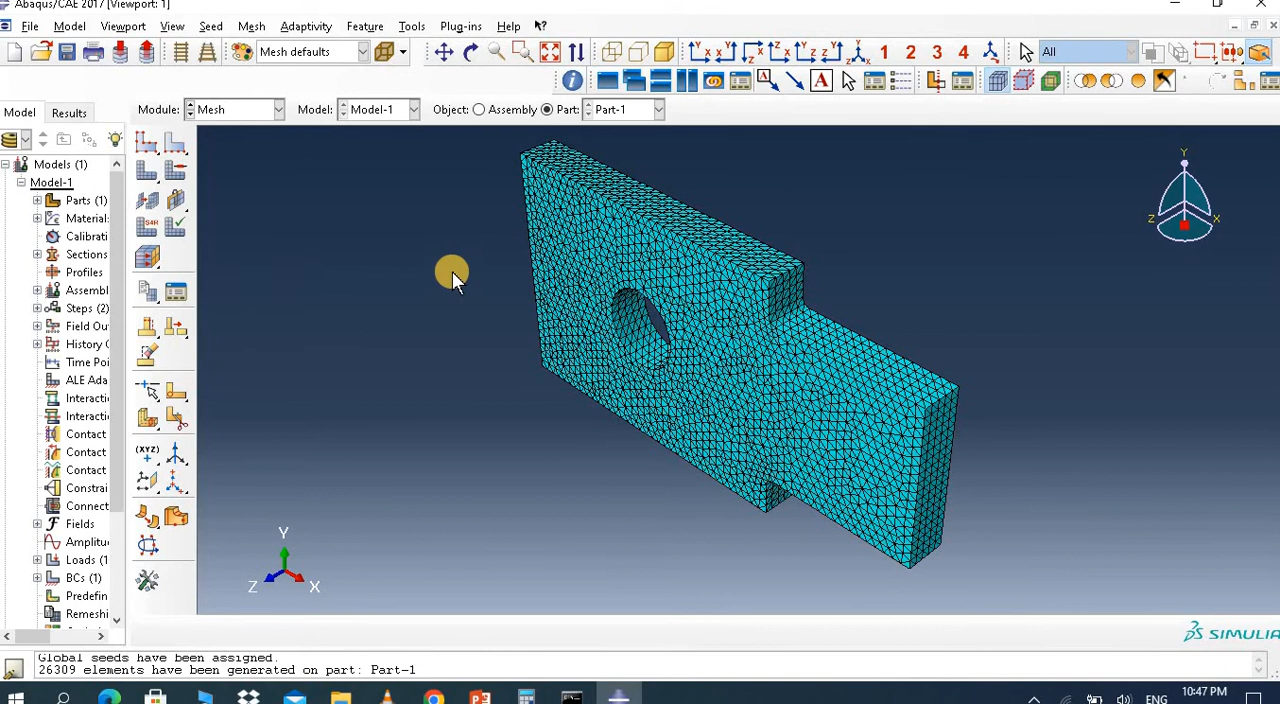 Abaqus/CAE 2017 [Viewport: 1]
File Model Viewport View Seed Mesh Adaptivity Feature Tools Plug-ins Help
Mesh defaults 1 2 3 4 All
Model Results Module: Mesh Model: Model-1 Object: Assembly Part: Part-1
Models (1)
Model-1
Parts (1)
Material
Calibrati
Sections
Profiles
Assembl
Steps (2)
Field Ou
History
Time Poi
ALE Ada
Interacti
Interacti
Contact
Contact
Contact
Constrai
Connect
Fields
Amplitu
Loads (1
BCs (1)
Predefin
Remeshi
S4R
(XYZ)
Y
Z X
Y
Z X
SIMULIA
Global seeds have been assigned.
26309 elements have been generated on part: Part-1
ENG 10:47 PM